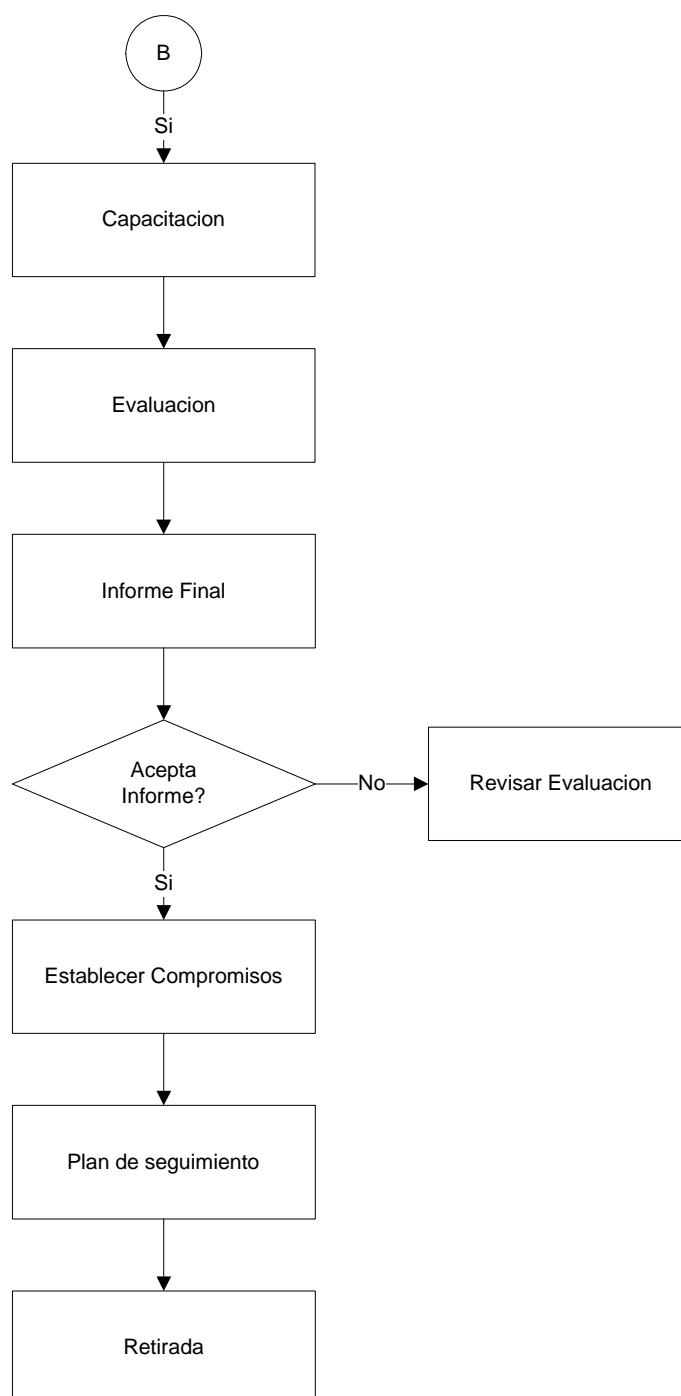 B
Si
Capacitacion
Evaluacion
Informe Final
Acepta
Informe?
No
Revisar Evaluacion
Si
Establecer Compromisos
Plan de seguimiento
Retirada